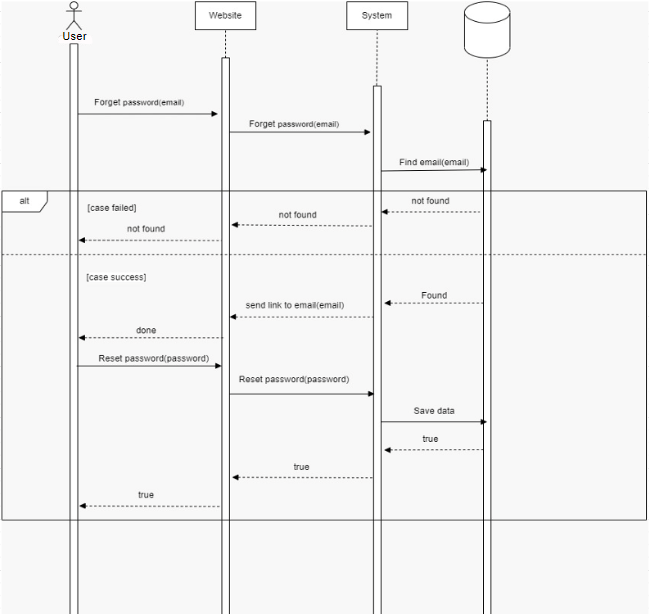 Website
System
User
Forget password(email)
Forget password(email)
Find email(email)
alt
[case failed]
not found
not found
not found
[case success]
Found
send link to email(email)
done
Reset password(password)
Reset password(password)
Save data
true
true
true